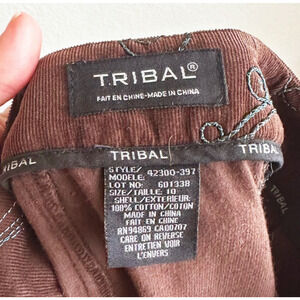 TRIBAL®
FAIT EN CHINE-MADE IN CHINA
TRIBAL
TRIBAL
TRIBAL
STYLE/
MODELE: 42300-397
LOT NO: 601338
SIZE/TAILLE: 10
SHELL/EXTERIEUR:
100% COTTON/COTON
MADE IN CHINA
FAIT EN CHINE
RN94869 CA00707
CARE ON REVERSE
ENTRETIEN VOIR
L'ENVERS
TRIBAL